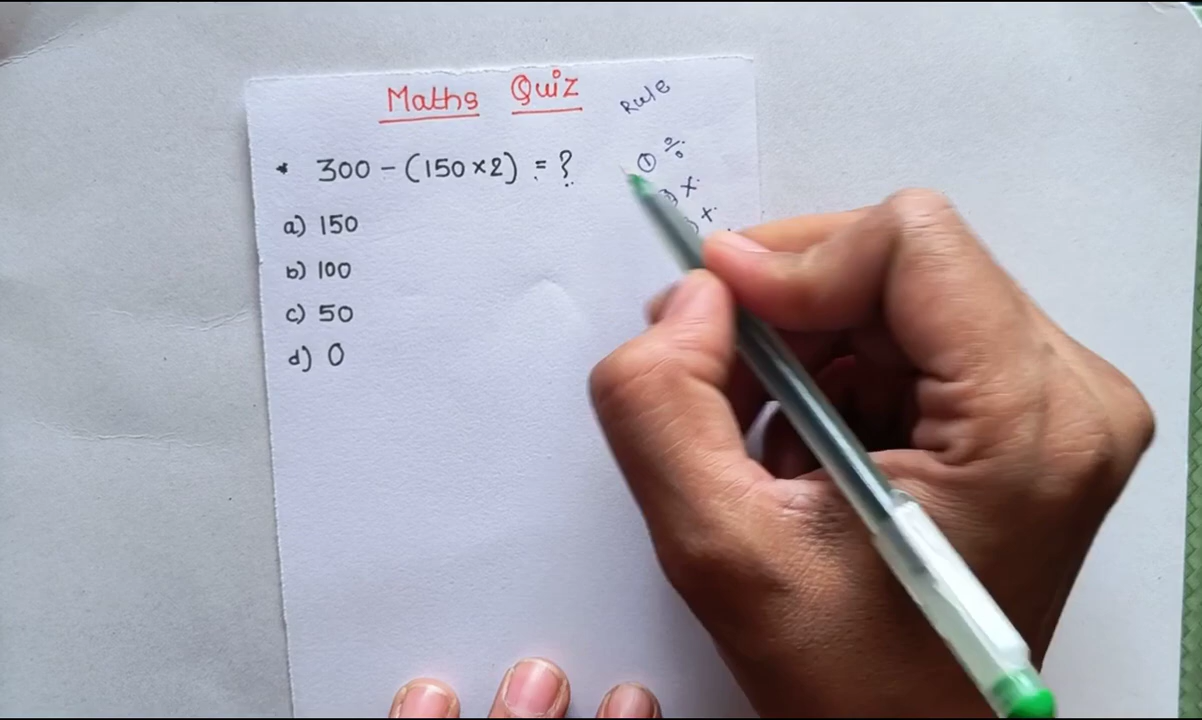 Maths Quiz
Rule
* 300 - (150 × 2) = ?
① %
× 
×
a) 150
b) 100
c) 50
d) 0